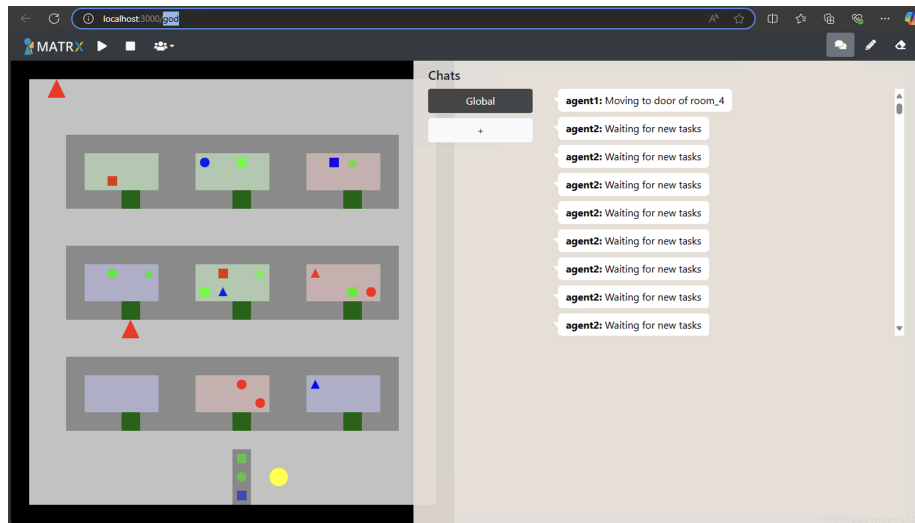 localhost:3000/god
MATRX
Chats
Global
+
agent1: Moving to door of room_4
agent2: Waiting for new tasks
agent2: Waiting for new tasks
agent2: Waiting for new tasks
agent2: Waiting for new tasks
agent2: Waiting for new tasks
agent2: Waiting for new tasks
agent2: Waiting for new tasks
agent2: Waiting for new tasks